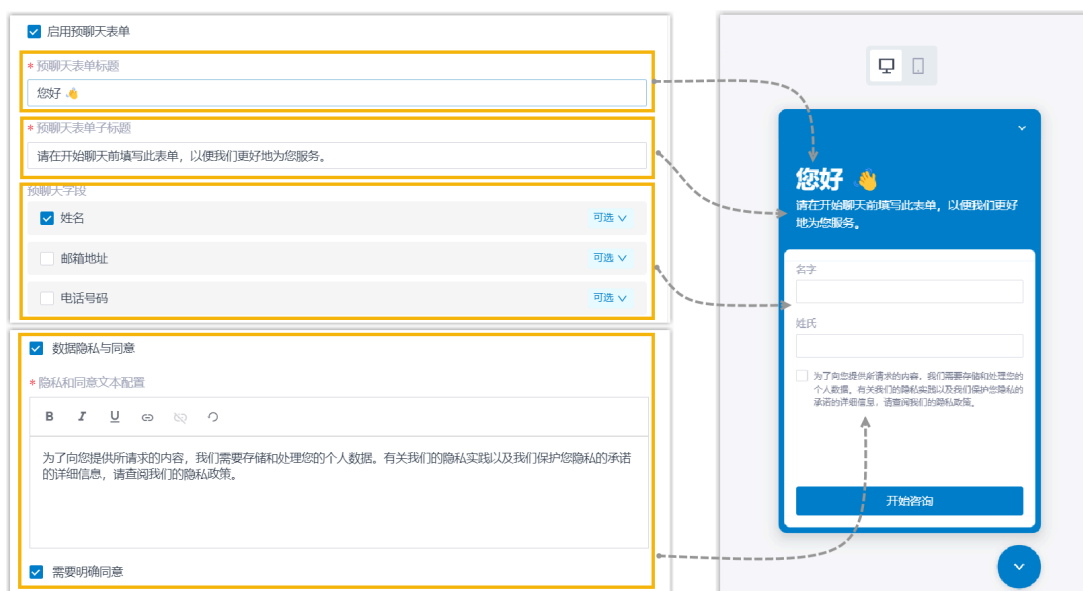 启用预聊天表单
* 预聊天表单标题
您好 👋
* 预聊天表单子标题
请在开始聊天前填写此表单，以便我们更好地为您服务。
预聊天字段
姓名 可选
邮箱地址 可选
电话号码 可选
数据隐私与同意
* 隐私和同意文本配置
B I U
为了向您提供所请求的内容，我们需要存储和处理您的个人数据。有关我们的隐私实践以及我们保护您隐私的承诺
的详细信息，请查阅我们的隐私政策。
需要明确同意
您好 👋
请在开始聊天前填写此表单，以便我们更好
地为您服务。
名字
姓氏
为了向您提供所请求的内容，我们需要存储和处理您的
个人数据。有关我们的隐私实践以及我们保护您隐私的
承诺的详细信息，请查阅我们的隐私政策。
开始咨询